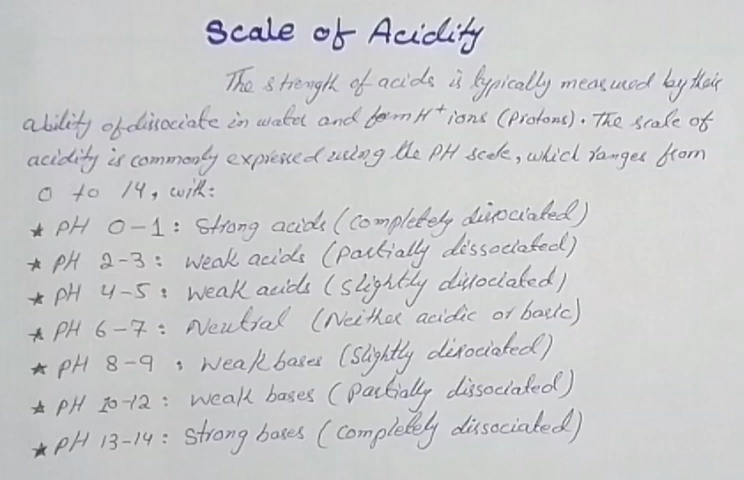 Scale of Acidity
The strength of acids is typically measured by their
ability of dissociate in water and form H+ ions (Protons). The scale of
acidity is commonly expressed using the PH scale, which ranges from
0 to 14, with:
★ PH 0-1: Strong acids (Completely dissociated)
★ PH 2-3: weak acids (Partially dissociated)
★ PH 4-5: weak acids (Slightly dissociated)
★ PH 6-7: Neutral (Neither acidic or basic)
★ PH 8-9: weak bases (Slightly dissociated)
★ PH 10-12: weak bases (Partially dissociated)
★ PH 13-14: Strong bases (Completely dissociated)